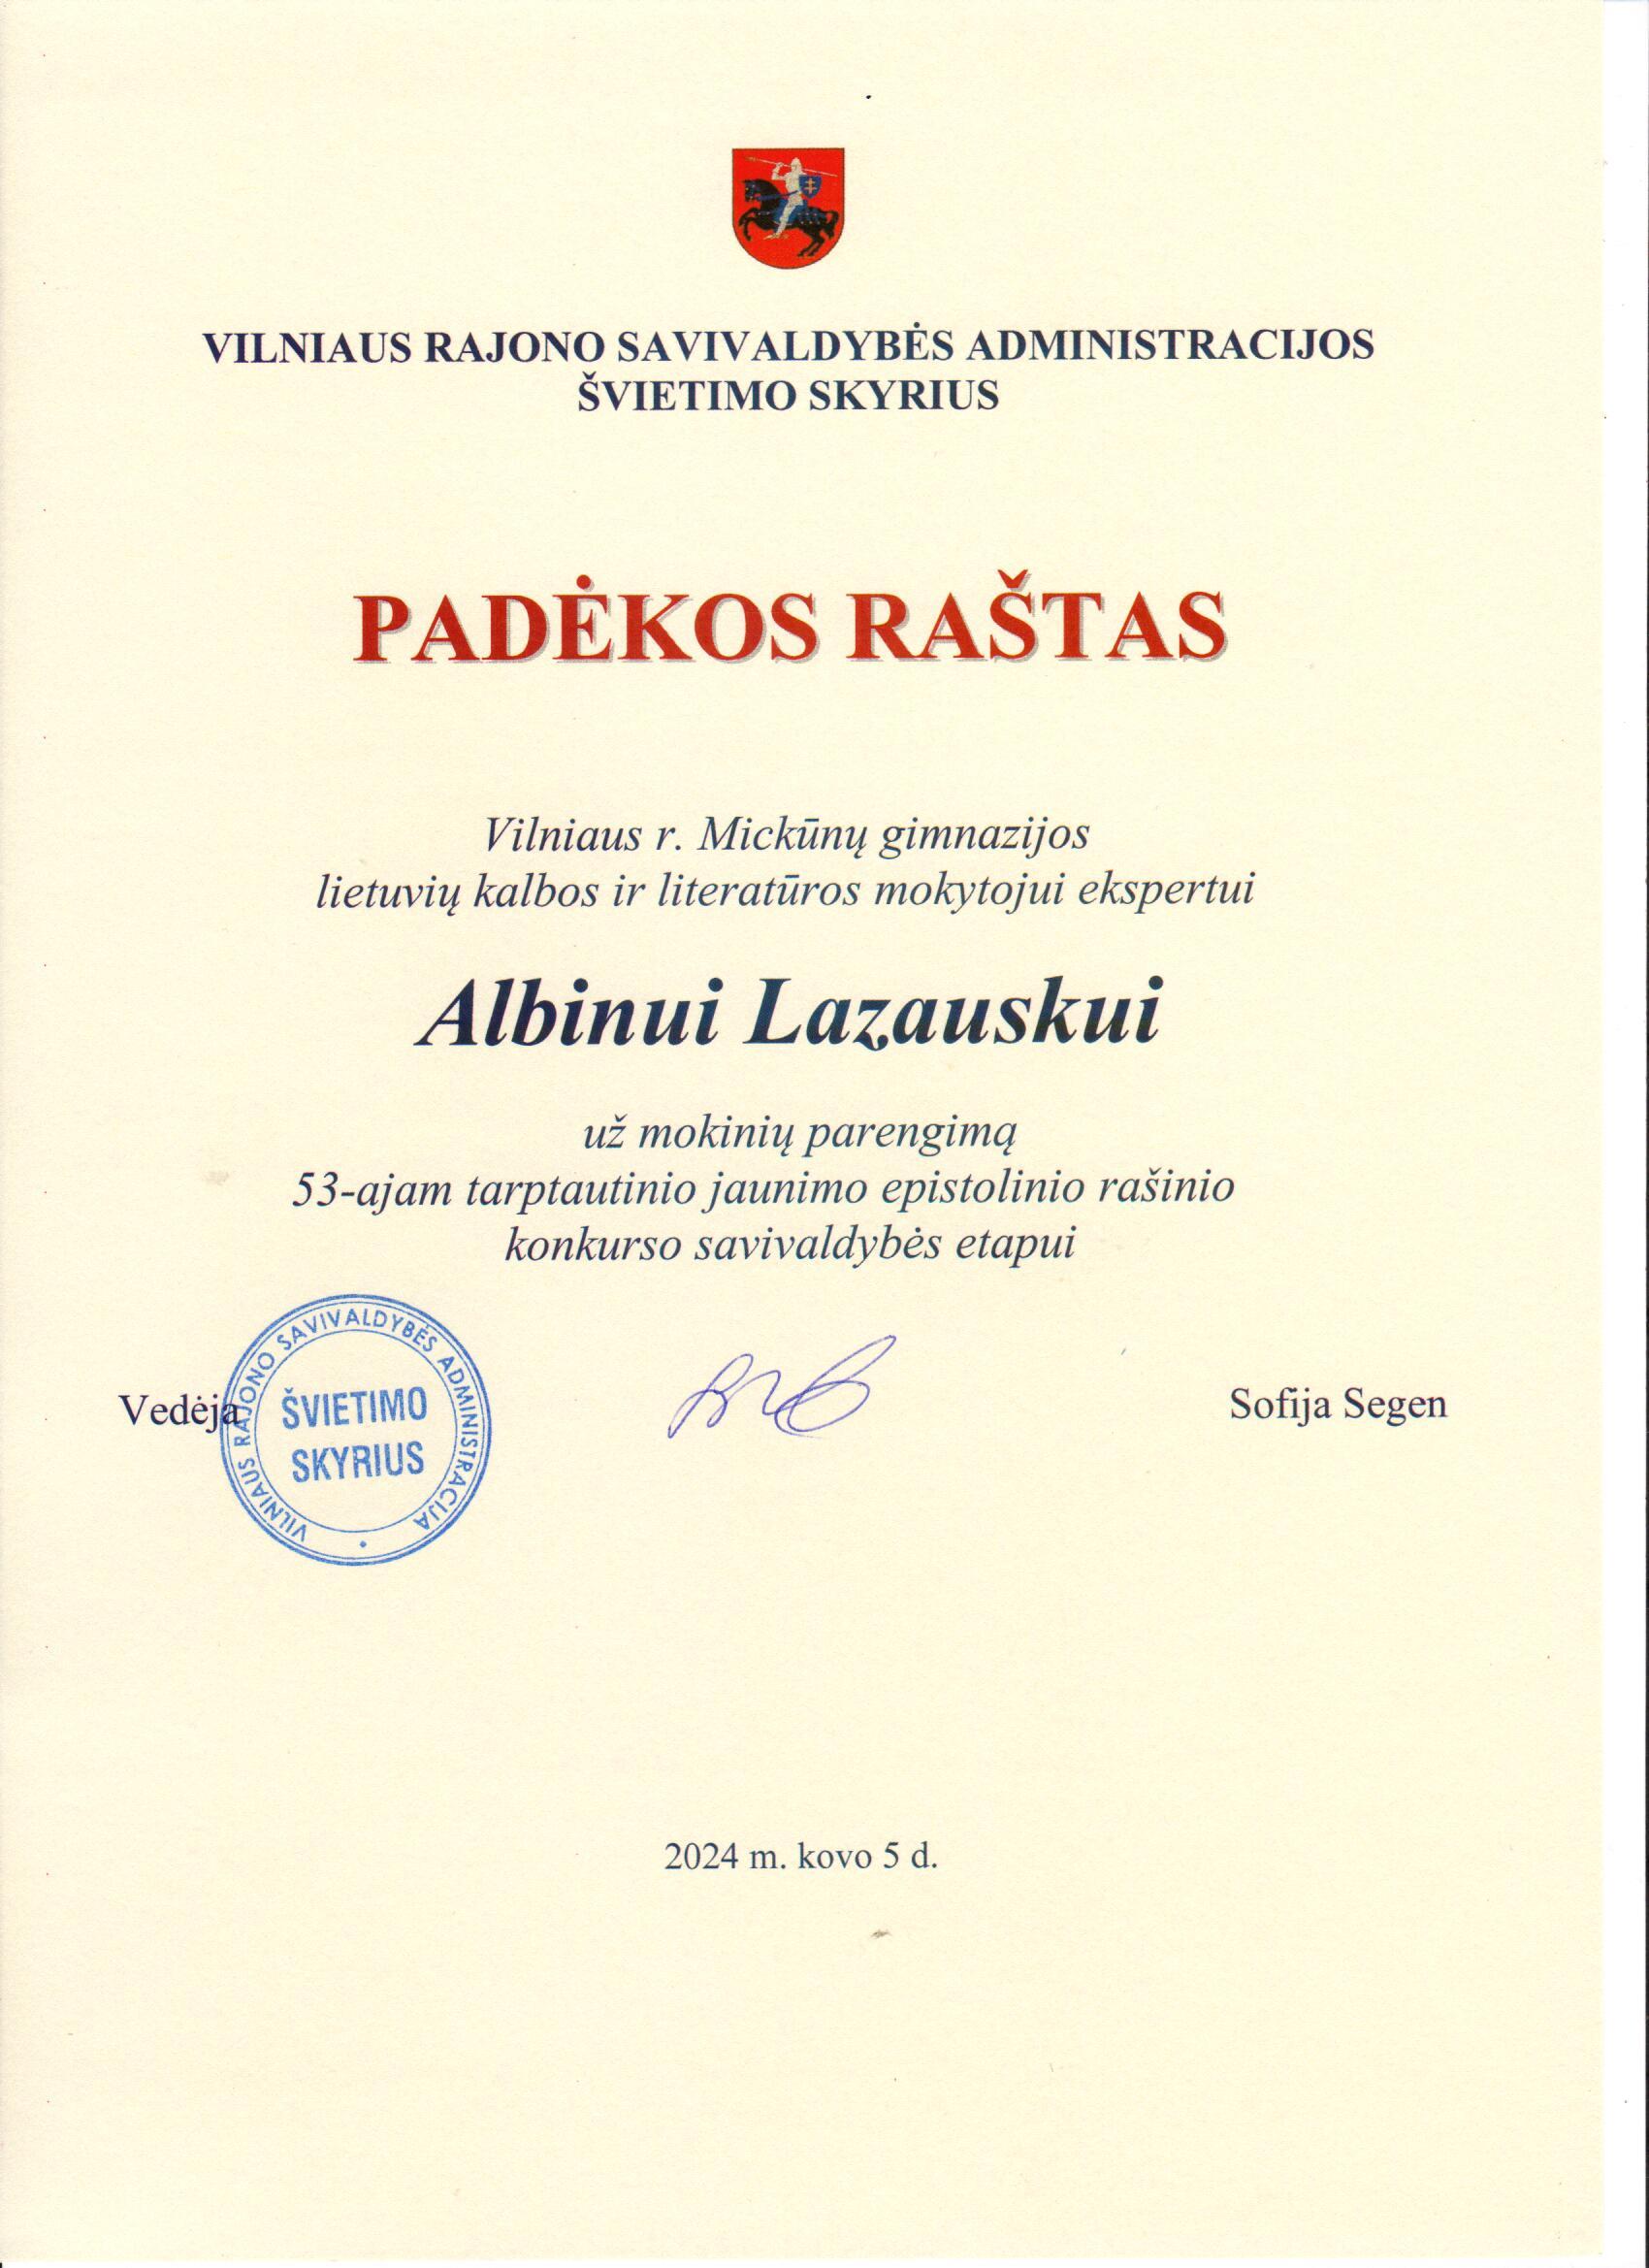 VILNIAUS RAJONO SAVIVALDYBĖS ADMINISTRACIJOS
ŠVIETIMO SKYRIUS
PADĖKOS RAŠTAS
Vilniaus r. Mickūnų gimnazijos
lietuvių kalbos ir literatūros mokytojui ekspertui
Albinui Lazauskui
už mokinių parengimą
53-ajam tarptautinio jaunimo epistolinio rašinio
konkurso savivaldybės etapui
Vedėja
VILNIAUS RAJONO SAVIVALDYBĖS ADMINISTRACIJA
ŠVIETIMO
SKYRIUS
Sofija Segen
2024 m. kovo 5 d.